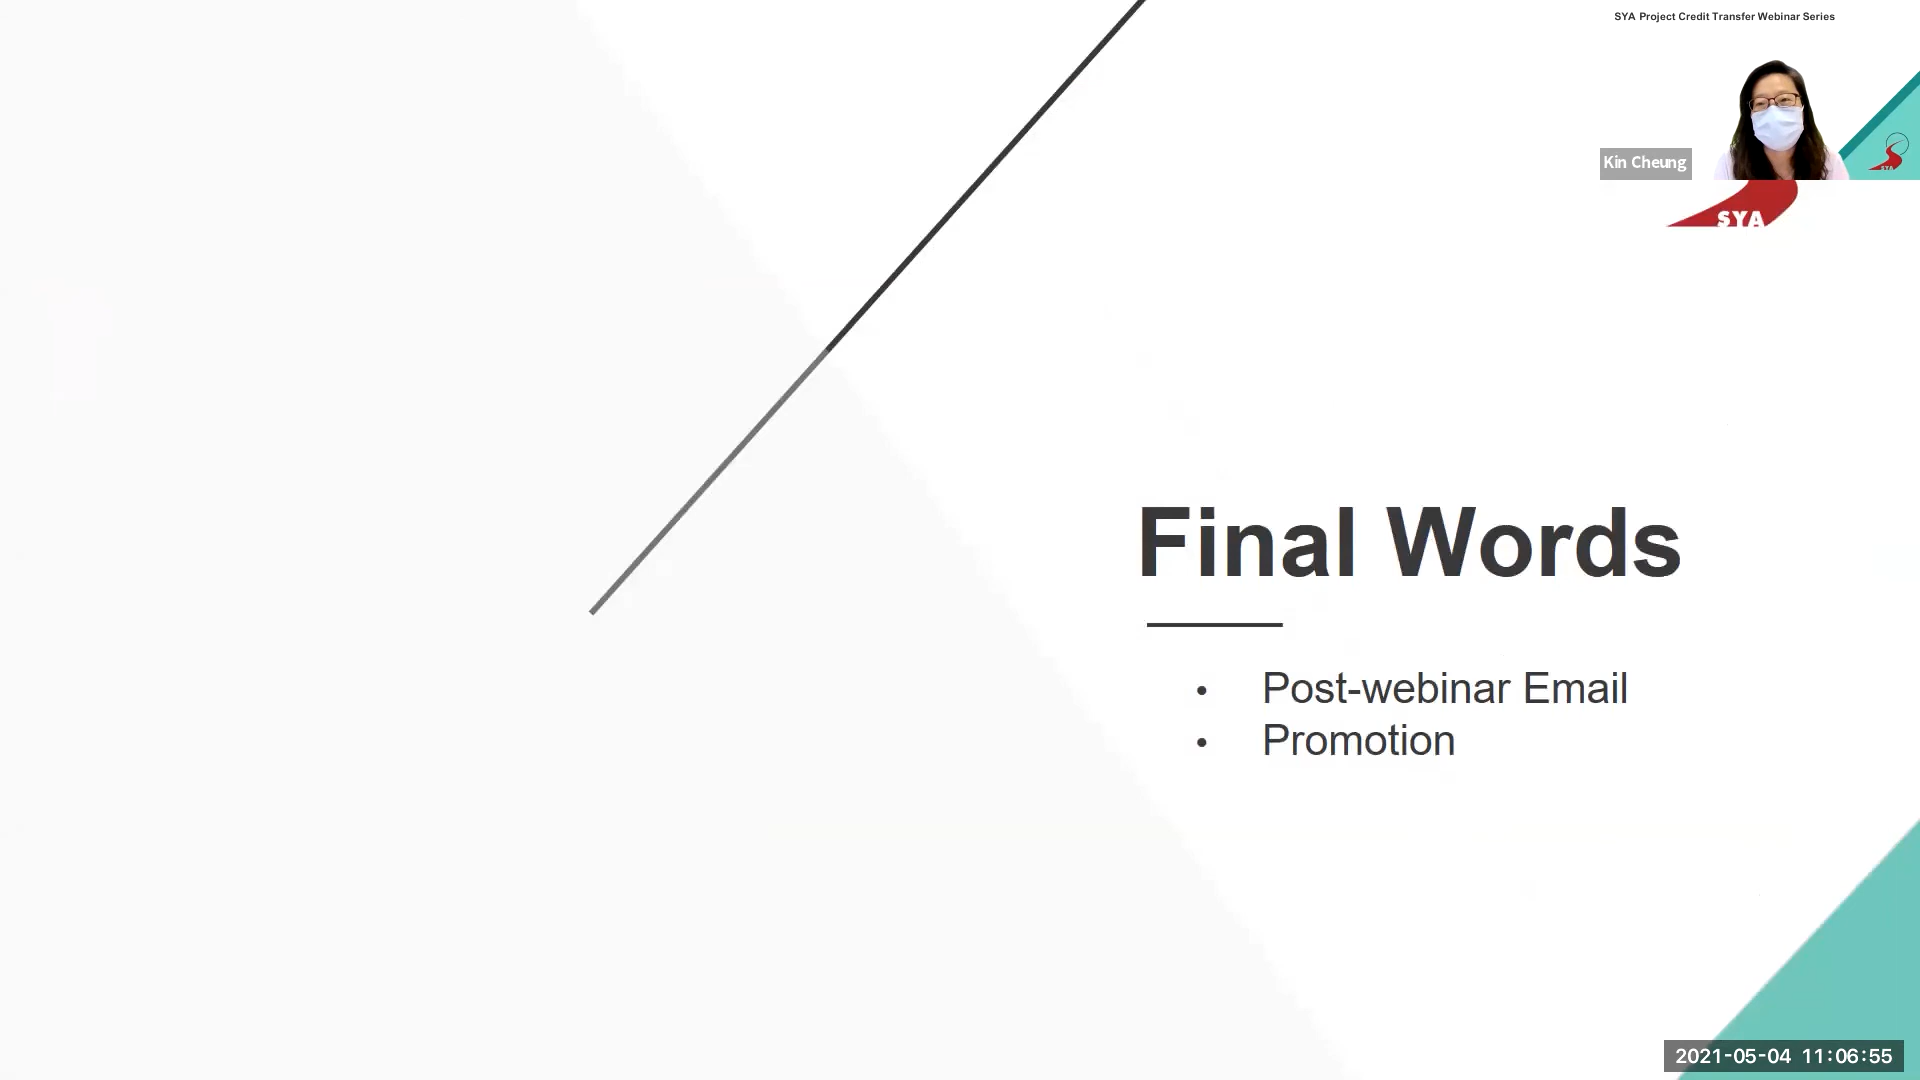 SYA Project Credit Transfer Webinar Series
Kin Cheung
SYA
Final Words
• Post-webinar Email
• Promotion
2021-05-04 11:06:55